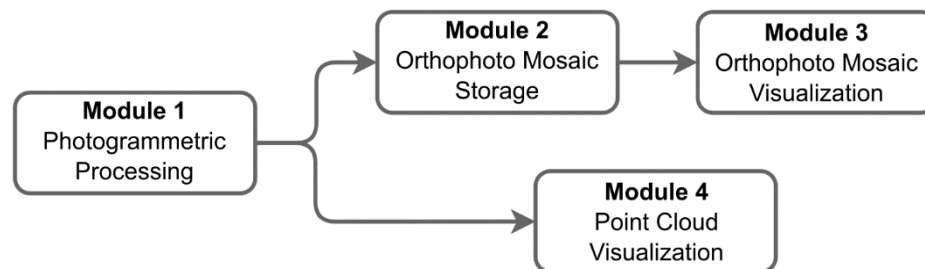 Module 1
Photogrammetric
Processing
Module 2
Orthophoto Mosaic
Storage
Module 3
Orthophoto Mosaic
Visualization
Module 4
Point Cloud
Visualization